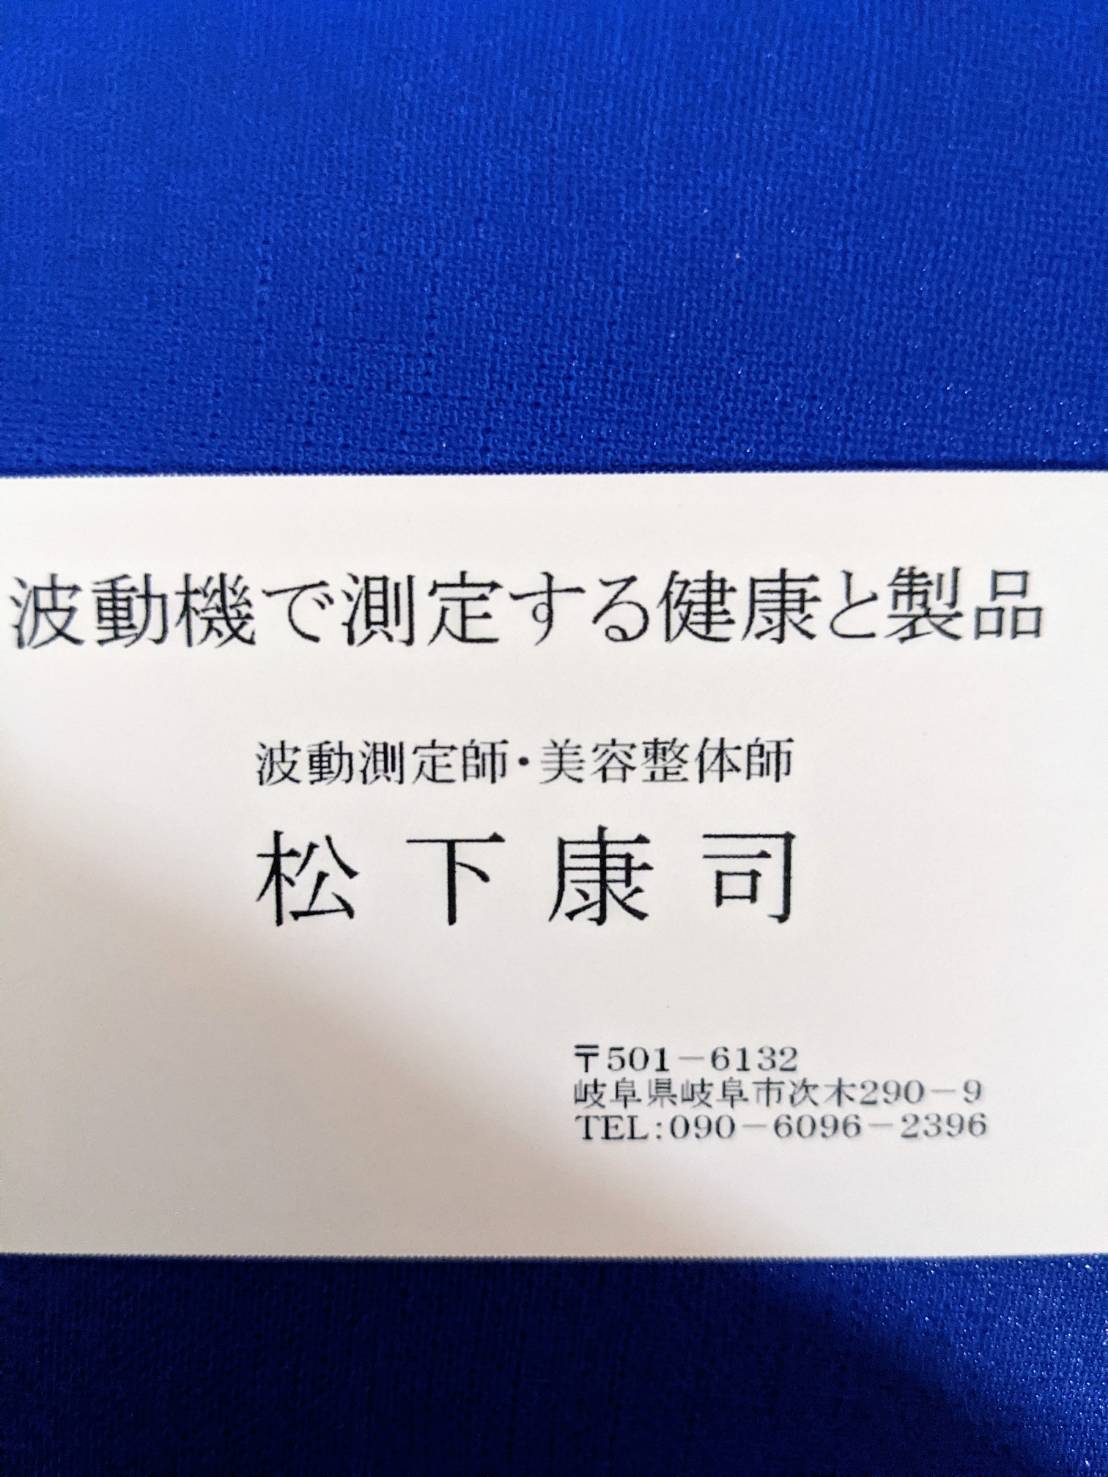 波動機で測定する健康と製品
波動測定師・美容整体師
松下康司
〒501－6132
岐阜県岐阜市次木290－9
TEL:090－6096－2396